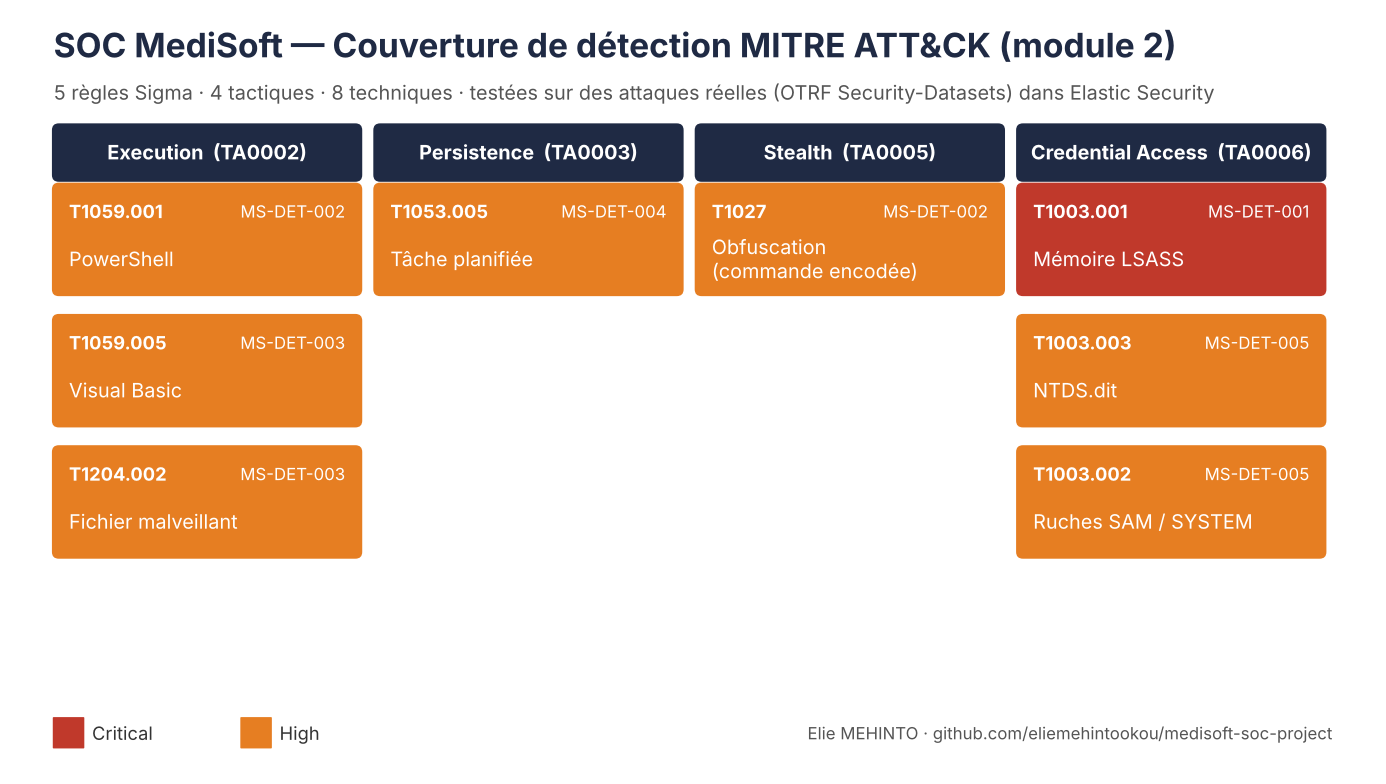 SOC MediSoft — Couverture de détection MITRE ATT&CK (module 2)
5 règles Sigma · 4 tactiques · 8 techniques · testées sur des attaques réelles (OTRF Security-Datasets) dans Elastic Security
Execution (TA0002)
T1059.001 MS-DET-002
PowerShell
T1059.005 MS-DET-003
Visual Basic
T1204.002 MS-DET-003
Fichier malveillant
Persistence (TA0003)
T1053.005 MS-DET-004
Tâche planifiée
Stealth (TA0005)
T1027 MS-DET-002
Obfuscation
(commande encodée)
Credential Access (TA0006)
T1003.001 MS-DET-001
Mémoire LSASS
T1003.003 MS-DET-005
NTDS.dit
T1003.002 MS-DET-005
Ruches SAM / SYSTEM
Critical
High
Elie MEHINTO · github.com/eliemehintookou/medisoft-soc-project